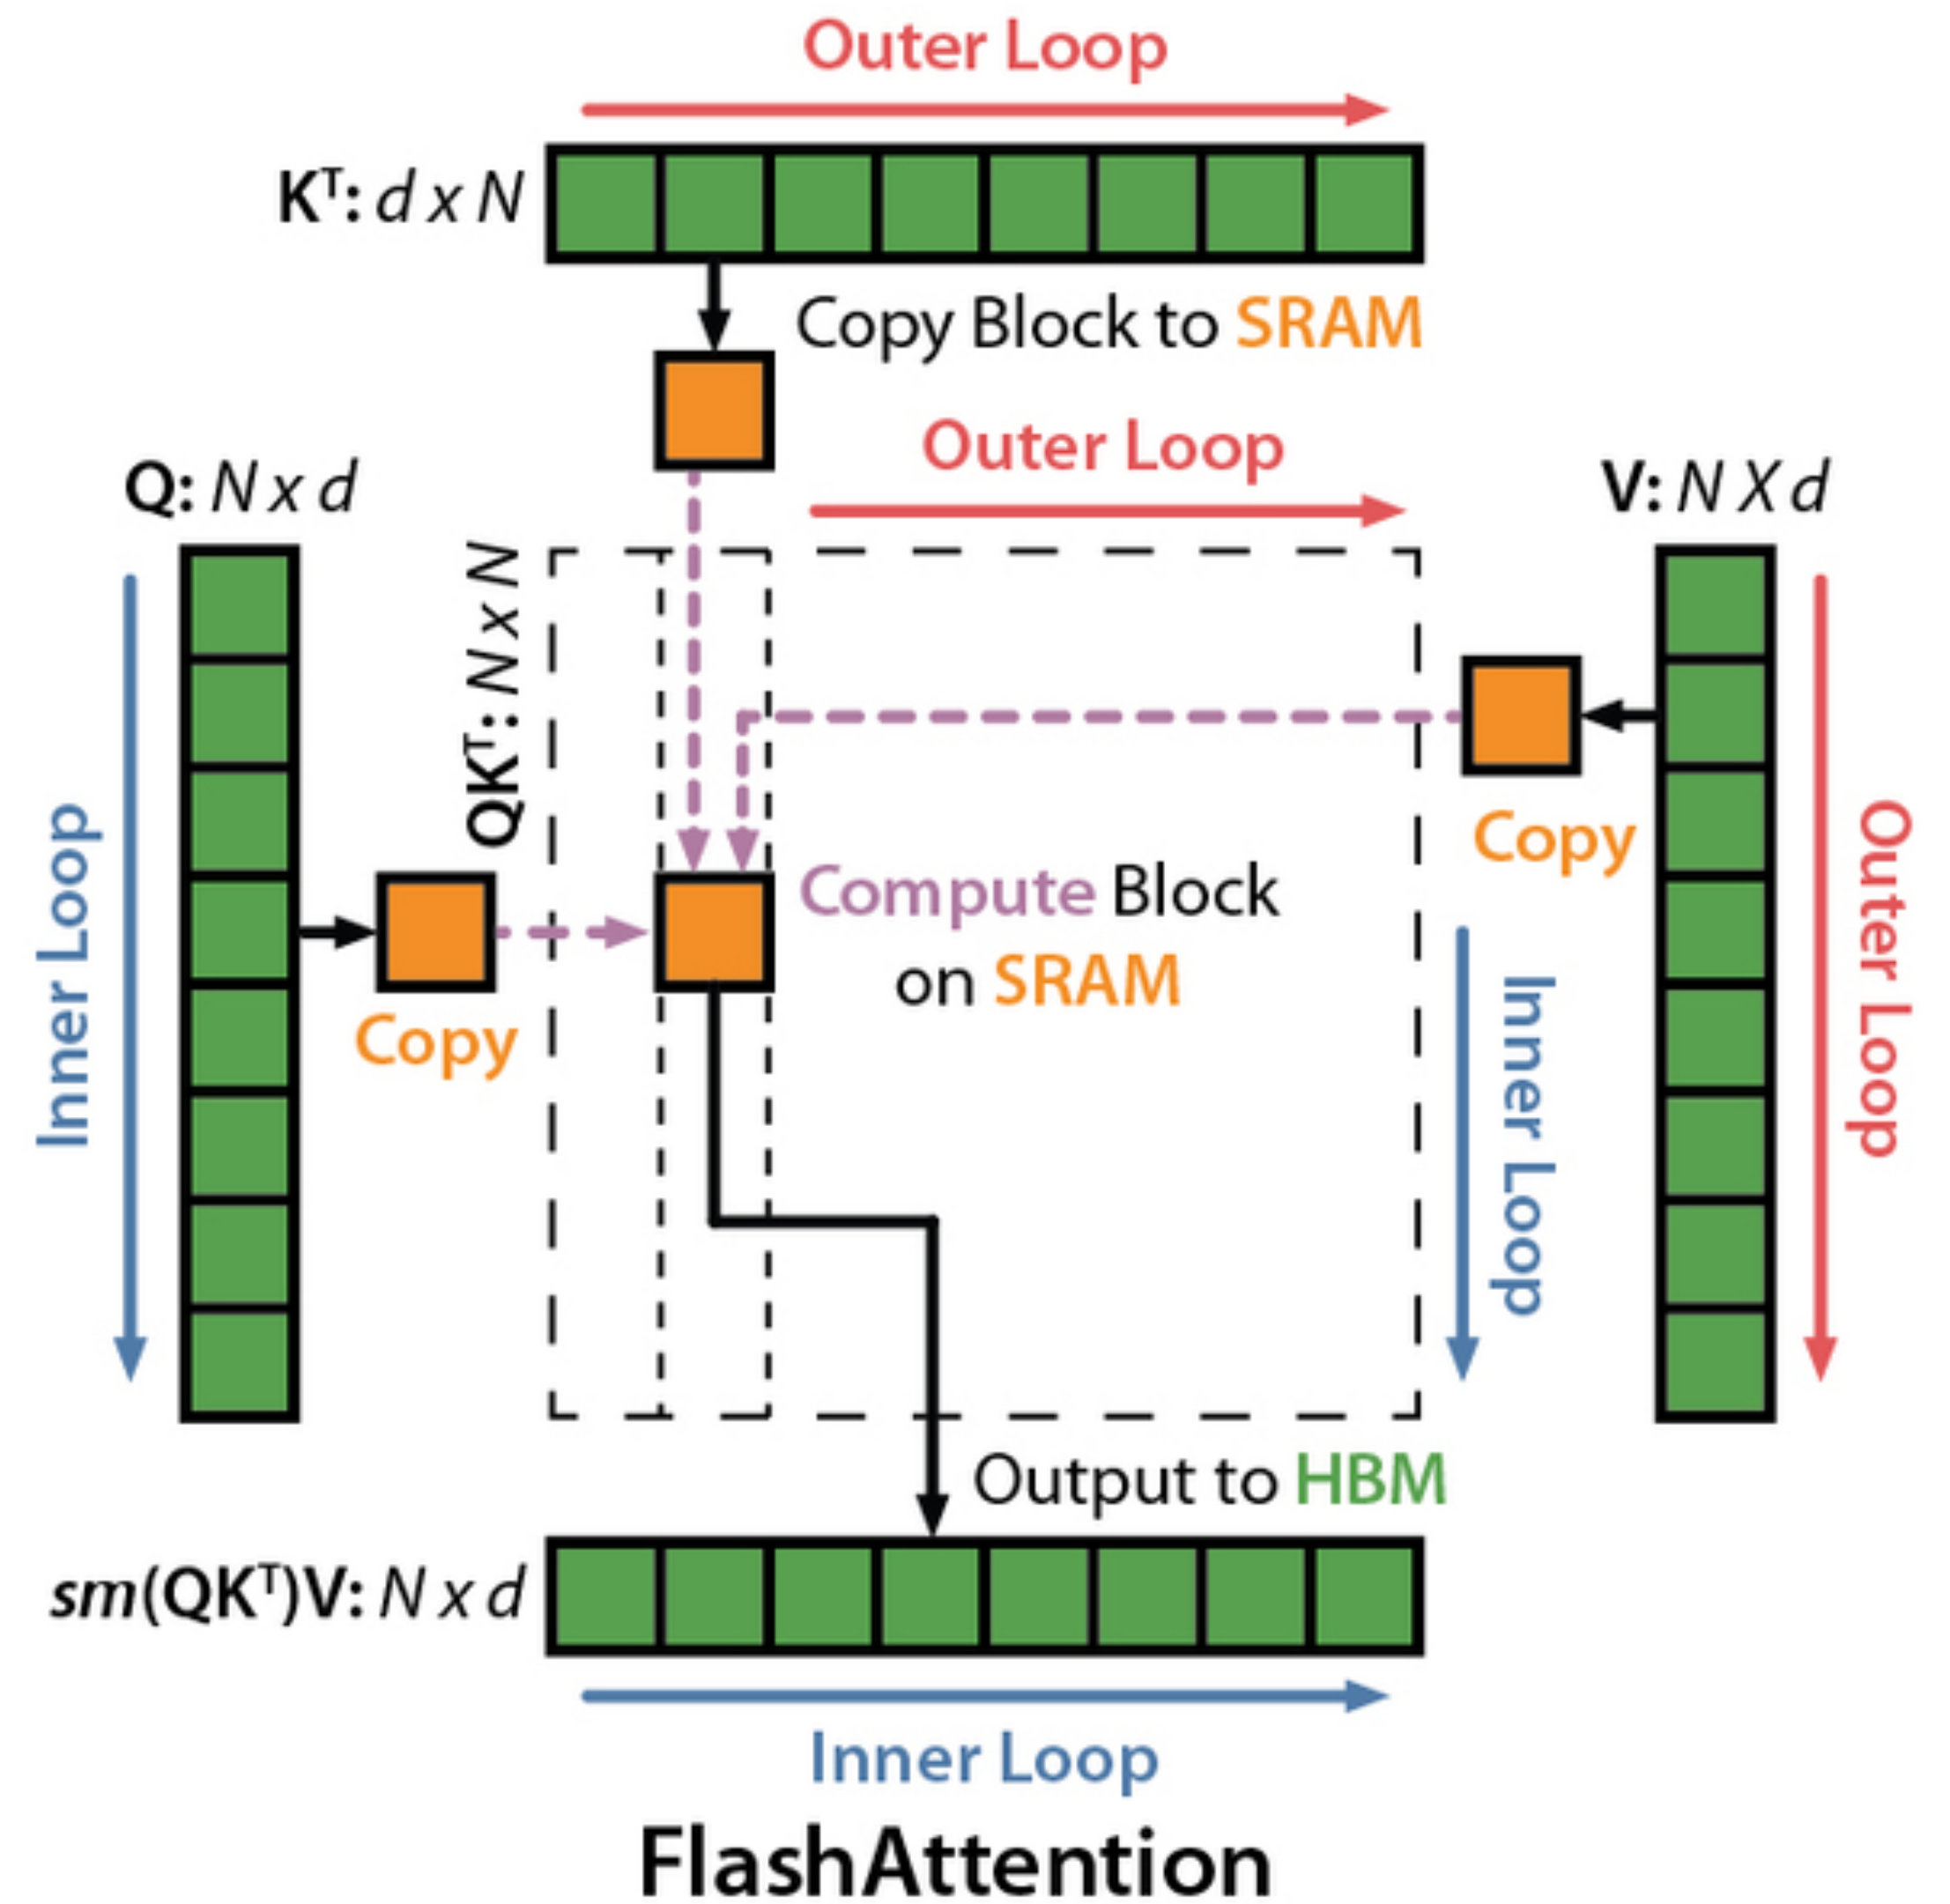 Outer Loop
Kᵀ: d x N
Copy Block to SRAM
Outer Loop
Q: N x d
V: N X d
QKᵀ: N x N
Inner Loop
Copy
Compute Block
on SRAM
Copy
Inner Loop
Outer Loop
Output to HBM
sm(QKᵀ)V: N x d
Inner Loop
FlashAttention